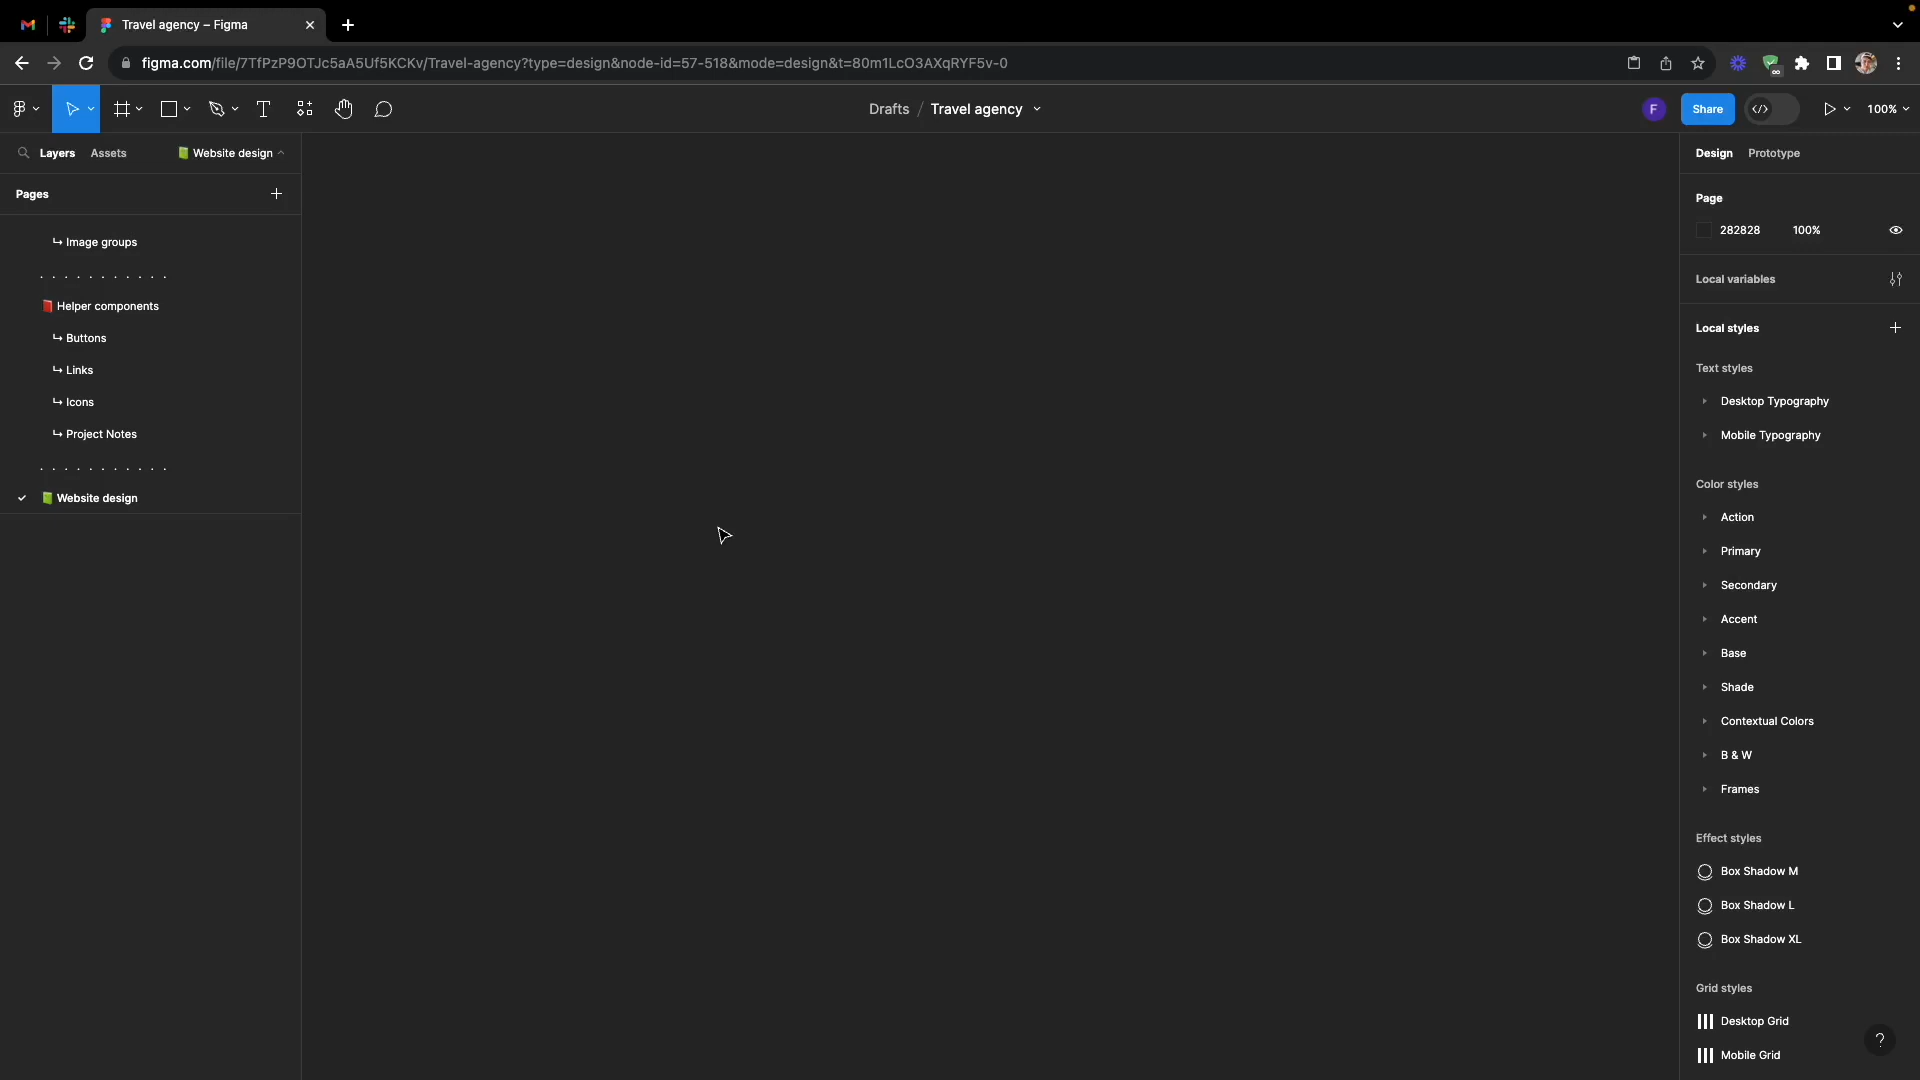 Travel agency – Figma
figma.com/file/7TfPzP9OTJc5aA5Uf5KCKv/Travel-agency?type=design&node-id=57-518&mode=design&t=80m1LcO3AXqRYF5v-0
Drafts / Travel agency
F
Share
100%
Layers
Assets
Website design
Pages
Image groups
. . . . . . . . . . .
Helper components
Buttons
Links
Icons
Project Notes
. . . . . . . . . . .
Website design
Design
Prototype
Page
282828
100%
Local variables
Local styles
Text styles
Desktop Typography
Mobile Typography
Color styles
Action
Primary
Secondary
Accent
Base
Shade
Contextual Colors
B & W
Frames
Effect styles
Box Shadow M
Box Shadow L
Box Shadow XL
Grid styles
Desktop Grid
Mobile Grid
?